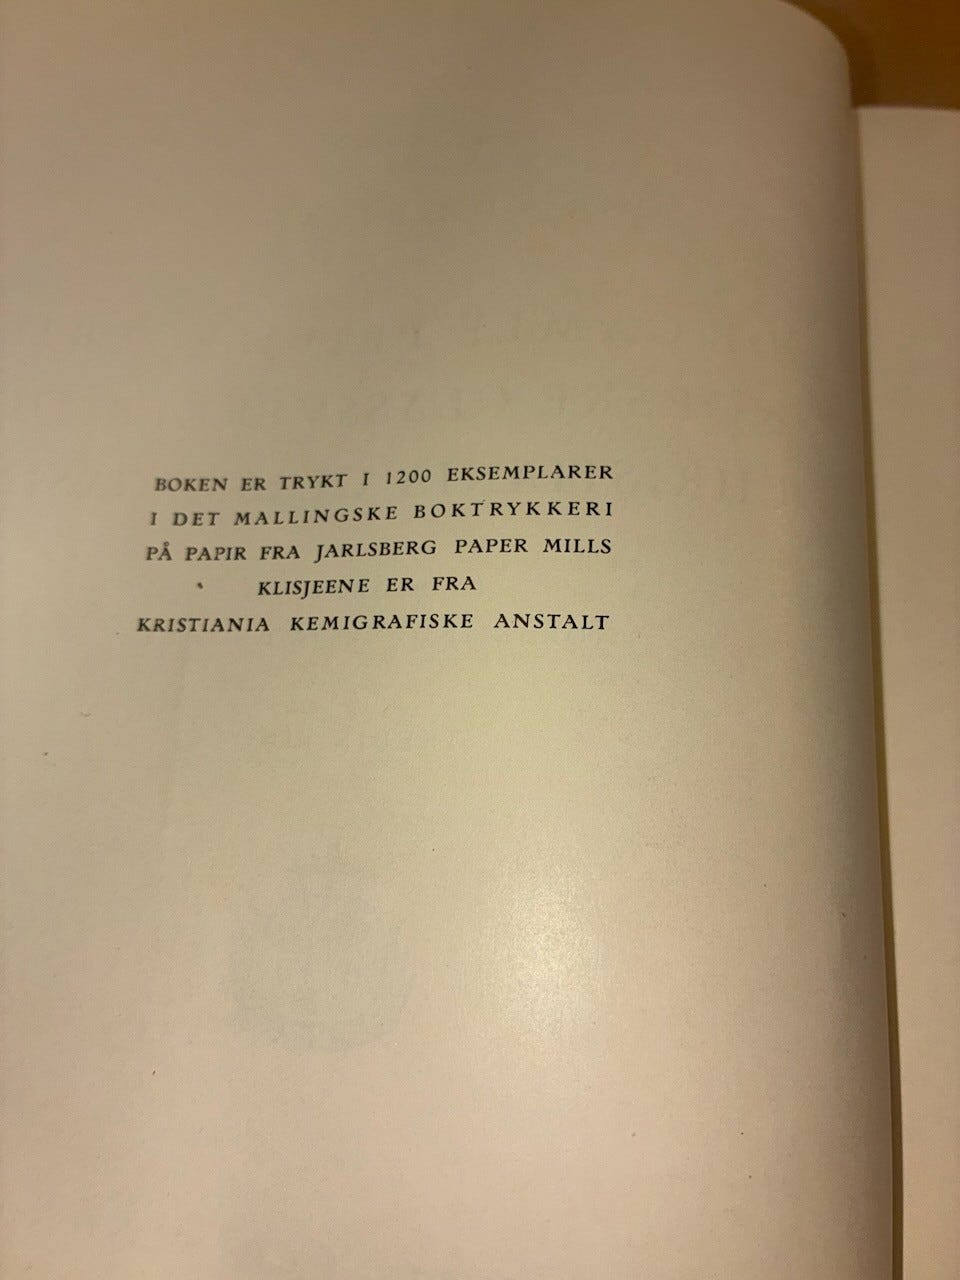 BOKEN ER TRYKT I 1200 EKSEMPLARER
I DET MALLINGSKE BOKTRYKKERI
PÅ PAPIR FRA JARLSBERG PAPER MILLS
KLISJEENE ER FRA
KRISTIANIA KEMIGRAFISKE ANSTALT